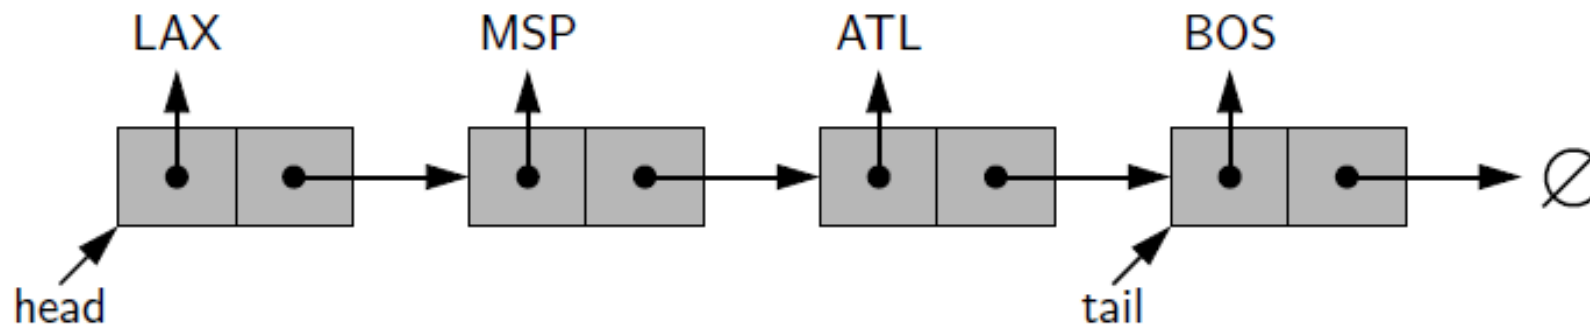 LAX MSP ATL BOS
∅
head tail